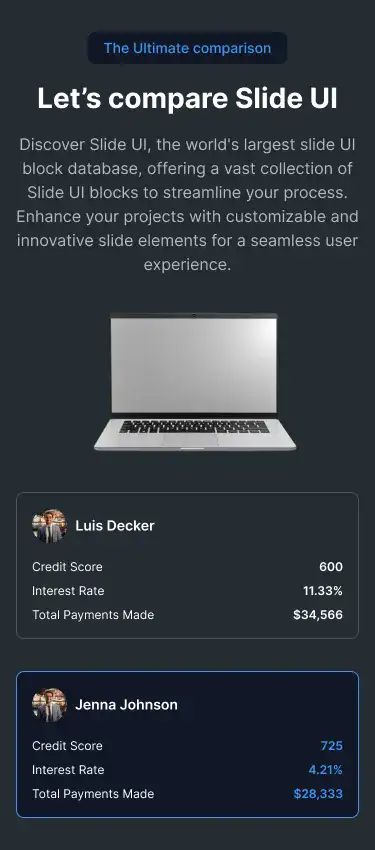 The Ultimate comparison
Let’s compare Slide UI
Discover Slide UI, the world's largest slide UI
block database, offering a vast collection of
Slide UI blocks to streamline your process.
Enhance your projects with customizable and
innovative slide elements for a seamless user
experience.
Luis Decker
Credit Score 600
Interest Rate 11.33%
Total Payments Made $34,566
Jenna Johnson
Credit Score 725
Interest Rate 4.21%
Total Payments Made $28,333